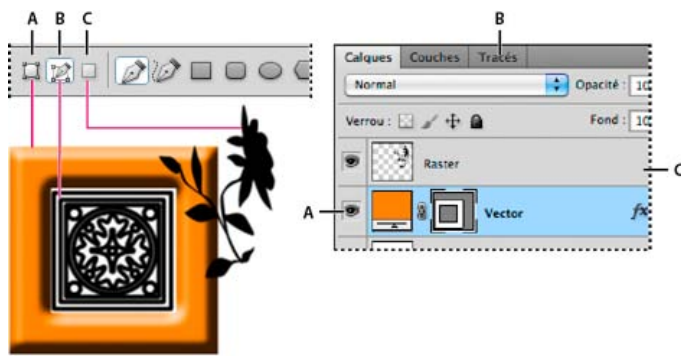 A B C
B
Calques Couches Tracés
Normal Opacité : 10
Verrou : Fond : 10
Raster
C
A
Vector fx